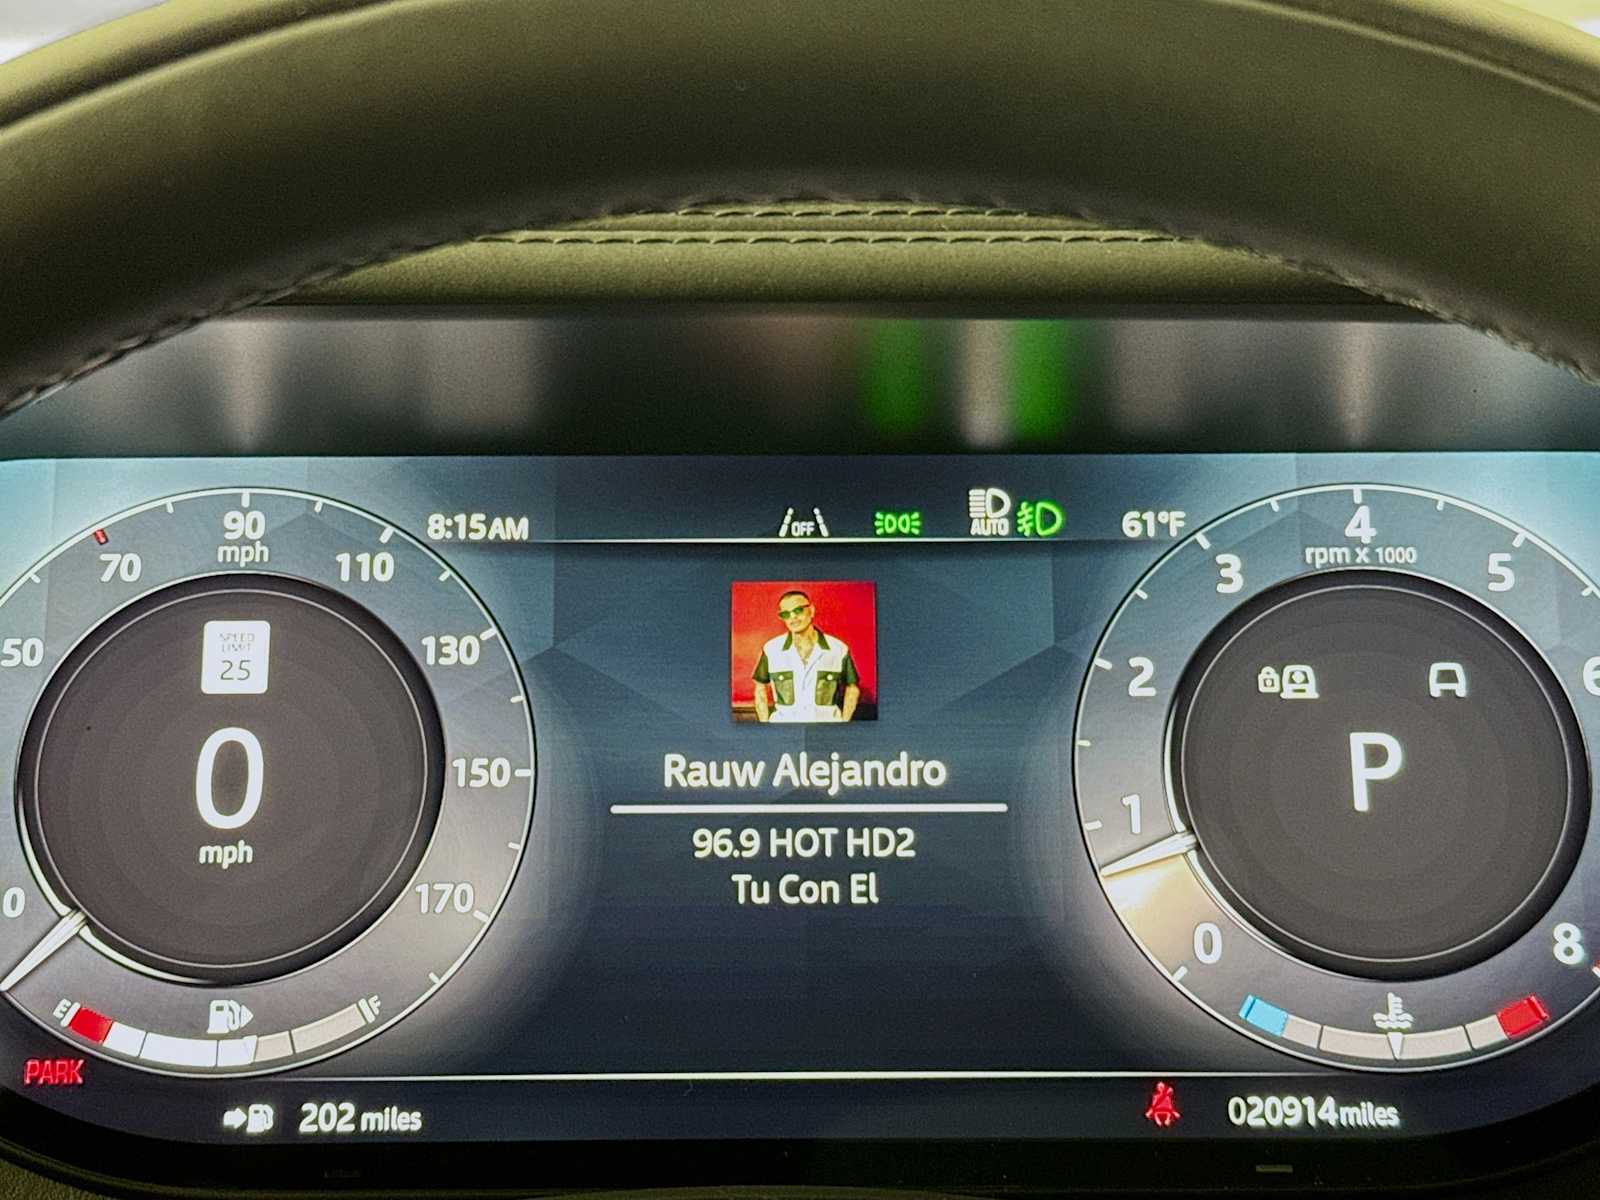 8:15AM
OFF
AUTO
61°F
50
70
90
mph
110
130
150
170
0
SPEED
LIMIT
25
0
mph
Rauw Alejandro
96.9 HOT HD2
Tu Con El
0
1
2
3
4
rpm x 1000
5
6
8
P
E
F
PARK
202 miles
020914miles